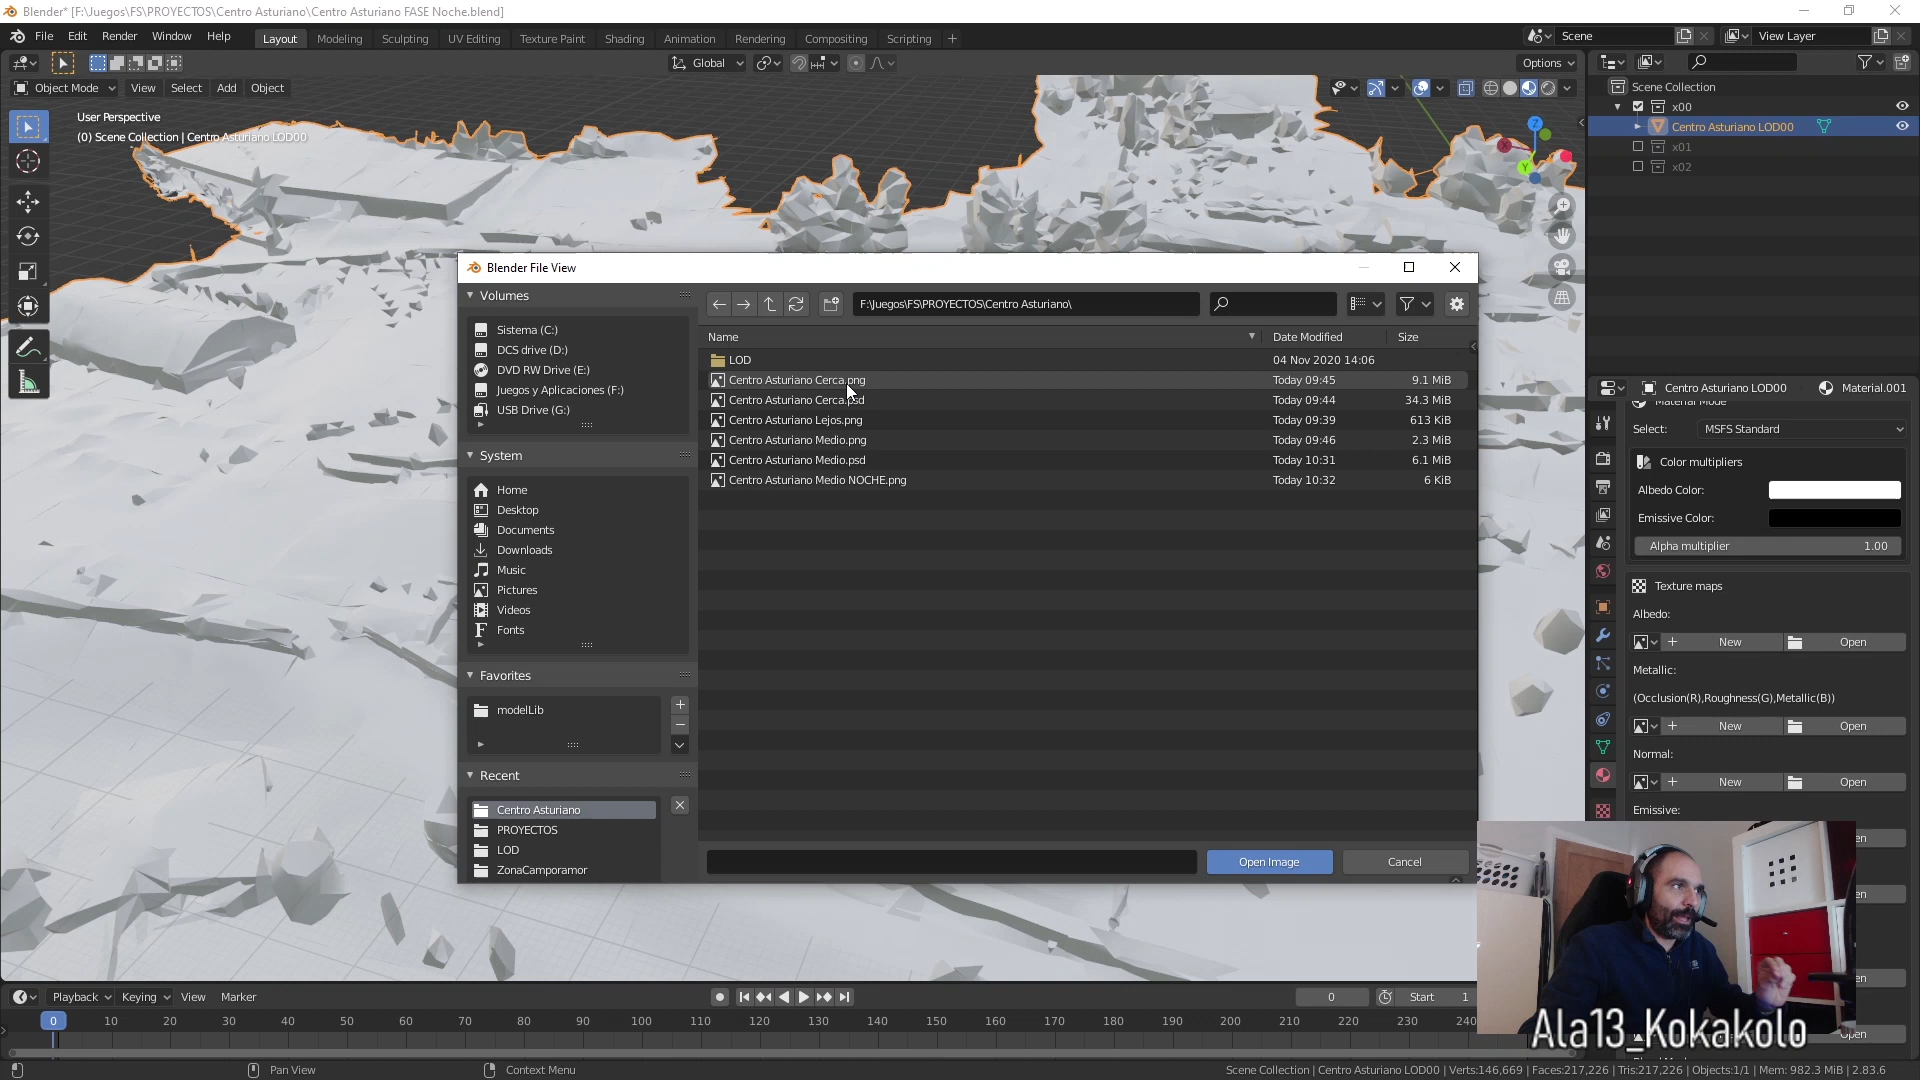 Blender* [F:\Juegos\FS\PROYECTOS\Centro Asturiano\Centro Asturiano FASE Noche.blend]
File Edit Render Window Help Layout Modeling Sculpting UV Editing Texture Paint Shading Animation Rendering Compositing Scripting + Scene View Layer
Global Options
Object Mode View Select Add Object
User Perspective
(0) Scene Collection | Centro Asturiano LOD00
Z
X
Y
Scene Collection
x00
Centro Asturiano LOD00
x01
x02
Blender File View
Volumes
Sistema (C:)
DCS drive (D:)
DVD RW Drive (E:)
Juegos y Aplicaciones (F:)
USB Drive (G:)
System
Home
Desktop
Documents
Downloads
Music
Pictures
Videos
Fonts
Favorites
modelLib
Recent
Centro Asturiano
PROYECTOS
LOD
ZonaCamporamor
F:\Juegos\FS\PROYECTOS\Centro Asturiano\
Name Date Modified Size
LOD 04 Nov 2020 14:06
Centro Asturiano Cerca.png Today 09:45 9.1 MiB
Centro Asturiano Cerca.psd Today 09:44 34.3 MiB
Centro Asturiano Lejos.png Today 09:39 613 KiB
Centro Asturiano Medio.png Today 09:46 2.3 MiB
Centro Asturiano Medio.psd Today 10:31 6.1 MiB
Centro Asturiano Medio NOCHE.png Today 10:32 6 KiB
Open Image Cancel
Centro Asturiano LOD00 Material.001
Material Mode
Select: MSFS Standard
Color multipliers
Albedo Color:
Emissive Color:
Alpha multiplier 1.00
Texture maps
Albedo:
New Open
Metallic:
(Occlusion(R),Roughness(G),Metallic(B))
New Open
Normal:
New Open
Emissive:
Open
Ala13_Kokakolo
Playback Keying View Marker 0 Start 1
0 10 20 30 40 50 60 70 80 90 100 110 120 130 140 150 160 170 180 190 200 210 220 230 240
Pan View Context Menu
Scene Collection | Centro Asturiano LOD00 | Verts:146,669 | Faces:217,226 | Tris:217,226 | Objects:1/1 | Mem: 982.3 MiB | 2.83.6